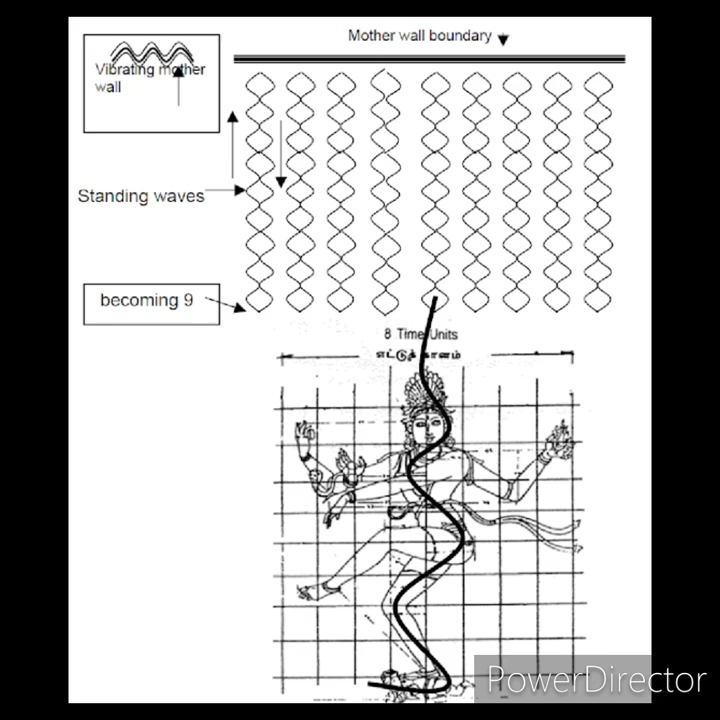 Mother wall boundary
Vibrating mother
wall
Standing waves
becoming 9
8 Time Units
எட்டுத் தாளம்
PowerDirector